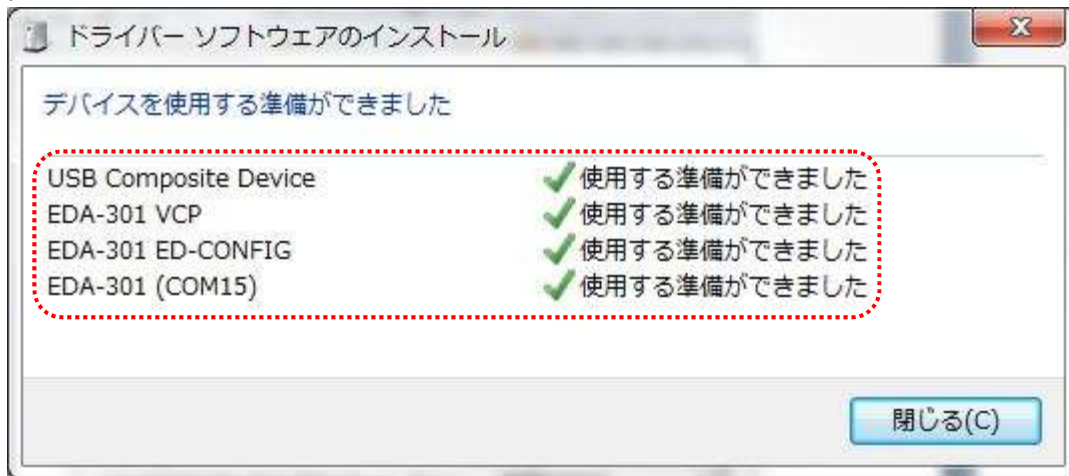 ドライバー ソフトウェアのインストール
デバイスを使用する準備ができました
USB Composite Device 使用する準備ができました
EDA-301 VCP 使用する準備ができました
EDA-301 ED-CONFIG 使用する準備ができました
EDA-301 (COM15) 使用する準備ができました
閉じる(C)